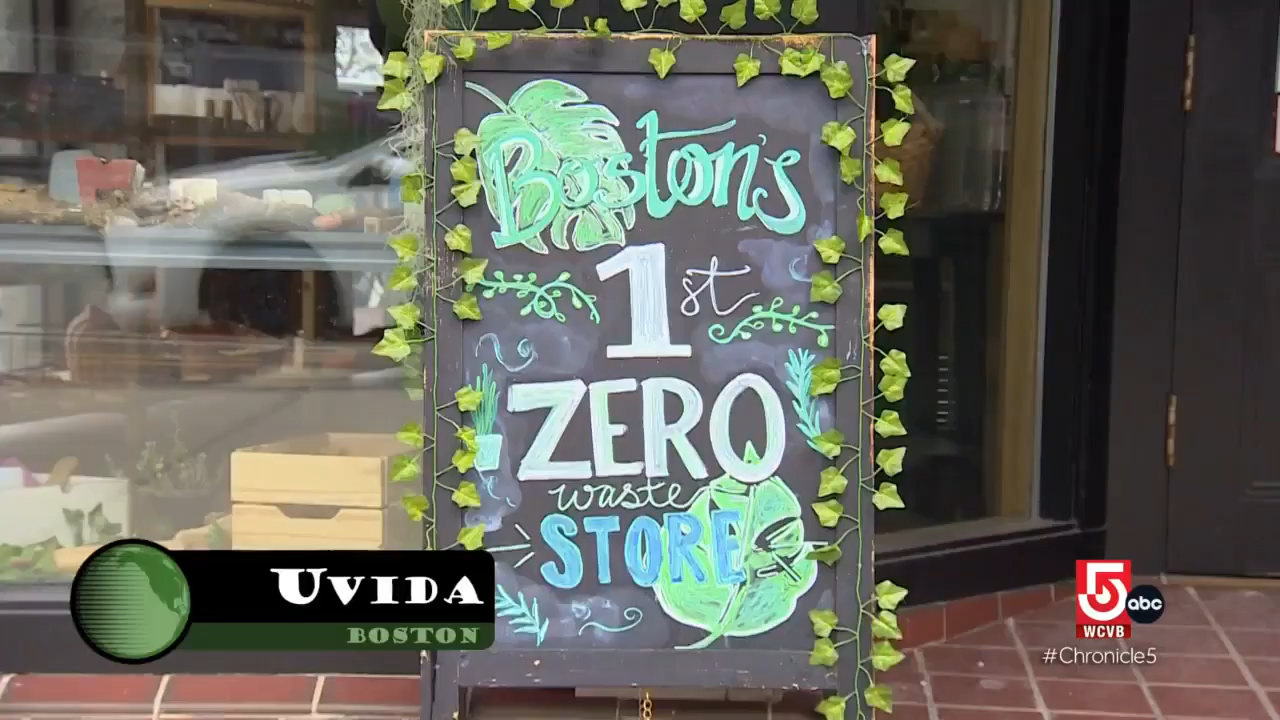 Boston's
1st
ZERO
waste
STORE
UVIDA
BOSTON
5
abc
WCVB
#Chronicle5